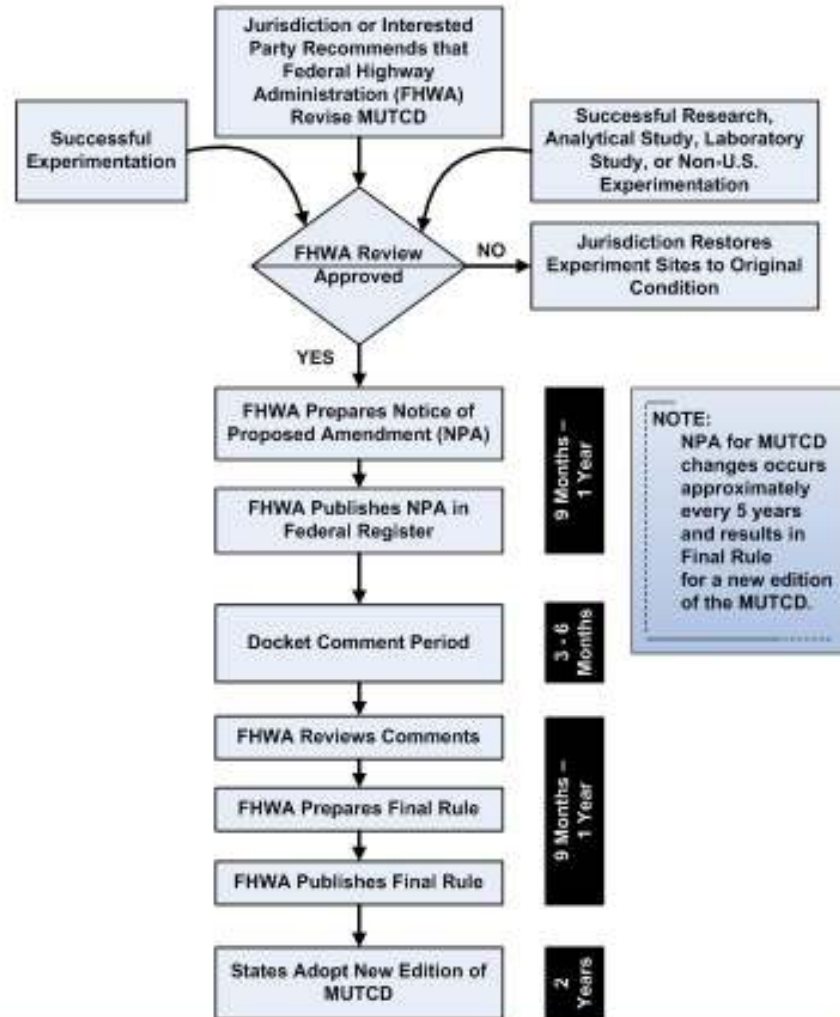 Jurisdiction or Interested
Party Recommends that
Federal Highway
Administration (FHWA)
Revise MUTCD
Successful
Experimentation
Successful Research,
Analytical Study, Laboratory
Study, or Non-U.S.
Experimentation
FHWA Review
Approved
NO
Jurisdiction Restores
Experiment Sites to Original
Condition
YES
FHWA Prepares Notice of
Proposed Amendment (NPA)
FHWA Publishes NPA in
Federal Register
9 Months –
1 Year
NOTE:
NPA for MUTCD
changes occurs
approximately
every 5 years
and results in
Final Rule
for a new edition
of the MUTCD.
Docket Comment Period
3 - 6
Months
FHWA Reviews Comments
FHWA Prepares Final Rule
FHWA Publishes Final Rule
9 Months –
1 Year
States Adopt New Edition of
MUTCD
2
Years